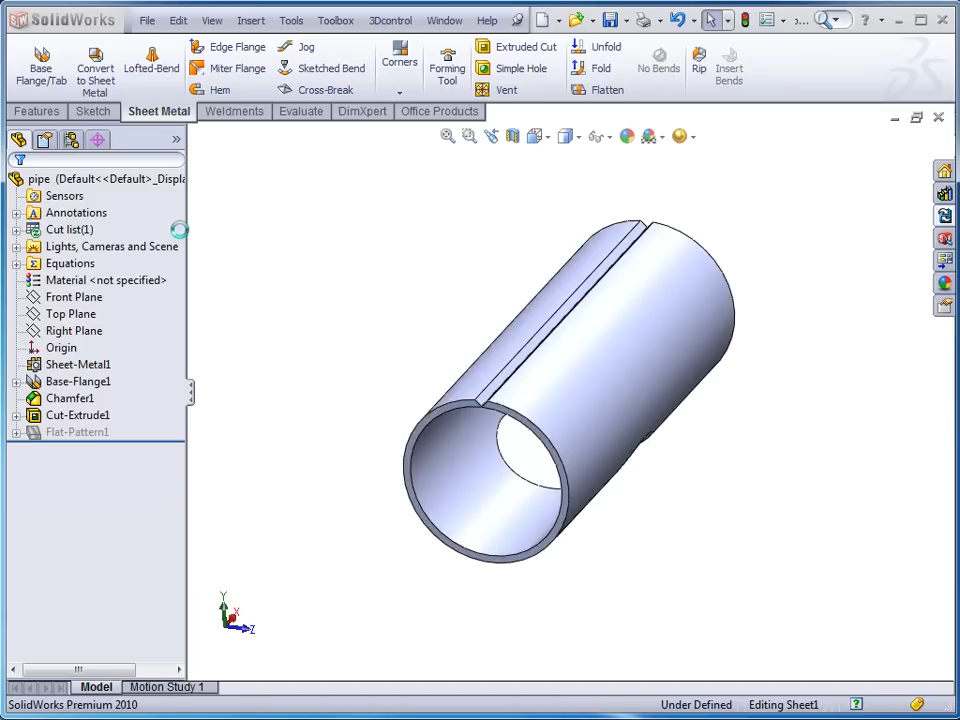 SolidWorks File Edit View Insert Tools Toolbox 3Dcontrol Window Help ...
Base Flange/Tab
Convert to Sheet Metal
Lofted-Bend
Edge Flange
Miter Flange
Hem
Jog
Sketched Bend
Cross-Break
Corners
Forming Tool
Extruded Cut
Simple Hole
Vent
Unfold
Fold
Flatten
No Bends
Rip
Insert Bends
Features Sketch Sheet Metal Weldments Evaluate DimXpert Office Products
pipe (Default<<Default>_Displa
Sensors
Annotations
Cut list(1)
Lights, Cameras and Scene
Equations
Material <not specified>
Front Plane
Top Plane
Right Plane
Origin
Sheet-Metal1
Base-Flange1
Chamfer1
Cut-Extrude1
Flat-Pattern1
Y
X
Z
Model Motion Study 1
SolidWorks Premium 2010 Under Defined Editing Sheet1